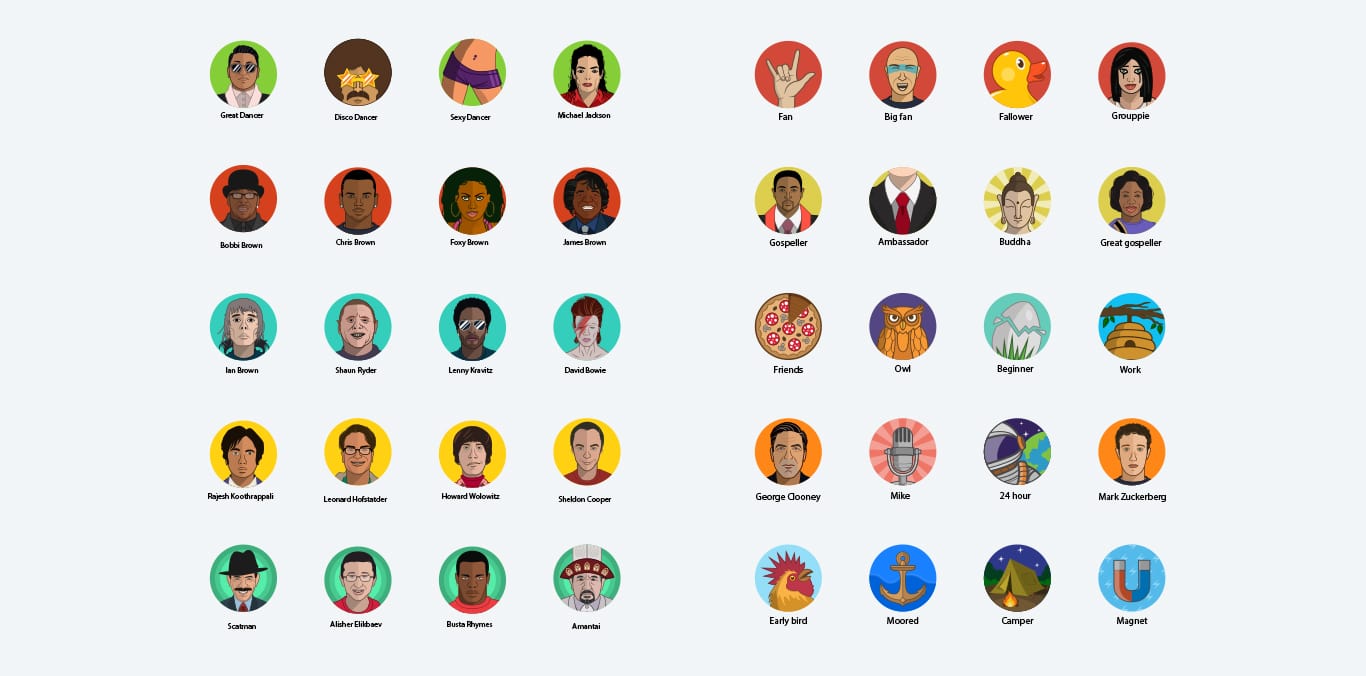 Great Dancer
Disco Dancer
Sexy Dancer
Michael Jackson
Fan
Big fan
Fallower
Grouppie
Bobbi Brown
Chris Brown
Foxy Brown
James Brown
Gospeller
Ambassador
Buddha
Great gospeller
Ian Brown
Shaun Ryder
Lenny Kravitz
David Bowie
Friends
Owl
Beginner
Work
Rajesh Koothrappali
Leonard Hofstatder
Howard Wolowitz
Sheldon Cooper
George Clooney
Mike
24 hour
Mark Zuckerberg
Scatman
Alisher Elikbaev
Busta Rhymes
Amantai
Early bird
Moored
Camper
Magnet